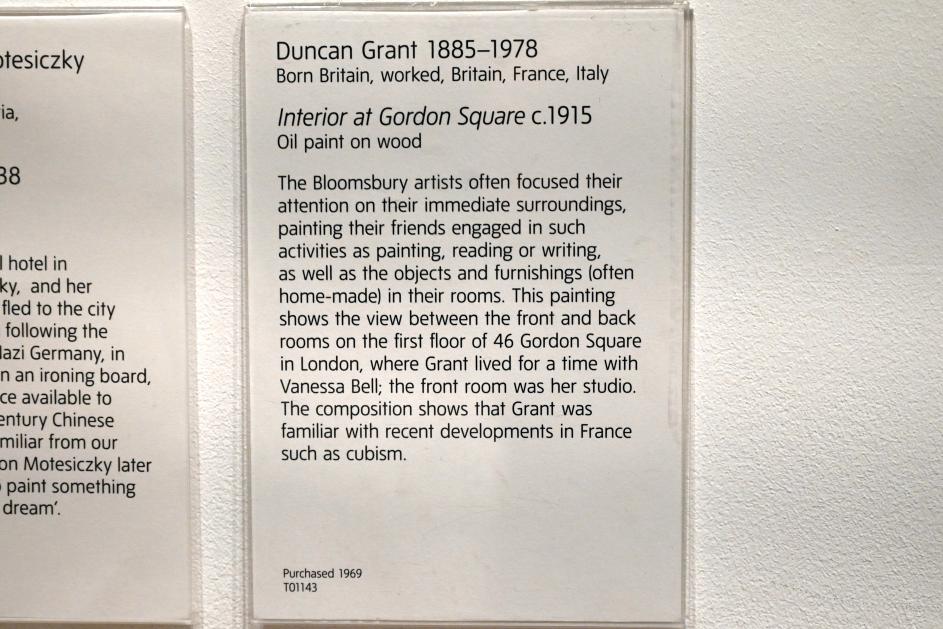 otesiczky
ia,
38
l hotel in
ky, and her
fled to the city
following the
Nazi Germany, in
n an ironing board,
ce available to
entury Chinese
miliar from our
on Motesiczky later
paint something
dream'.
Duncan Grant 1885–1978
Born Britain, worked, Britain, France, Italy
Interior at Gordon Square c.1915
Oil paint on wood
The Bloomsbury artists often focused their
attention on their immediate surroundings,
painting their friends engaged in such
activities as painting, reading or writing,
as well as the objects and furnishings (often
home-made) in their rooms. This painting
shows the view between the front and back
rooms on the first floor of 46 Gordon Square
in London, where Grant lived for a time with
Vanessa Bell; the front room was her studio.
The composition shows that Grant was
familiar with recent developments in France
such as cubism.
Purchased 1969
T01143